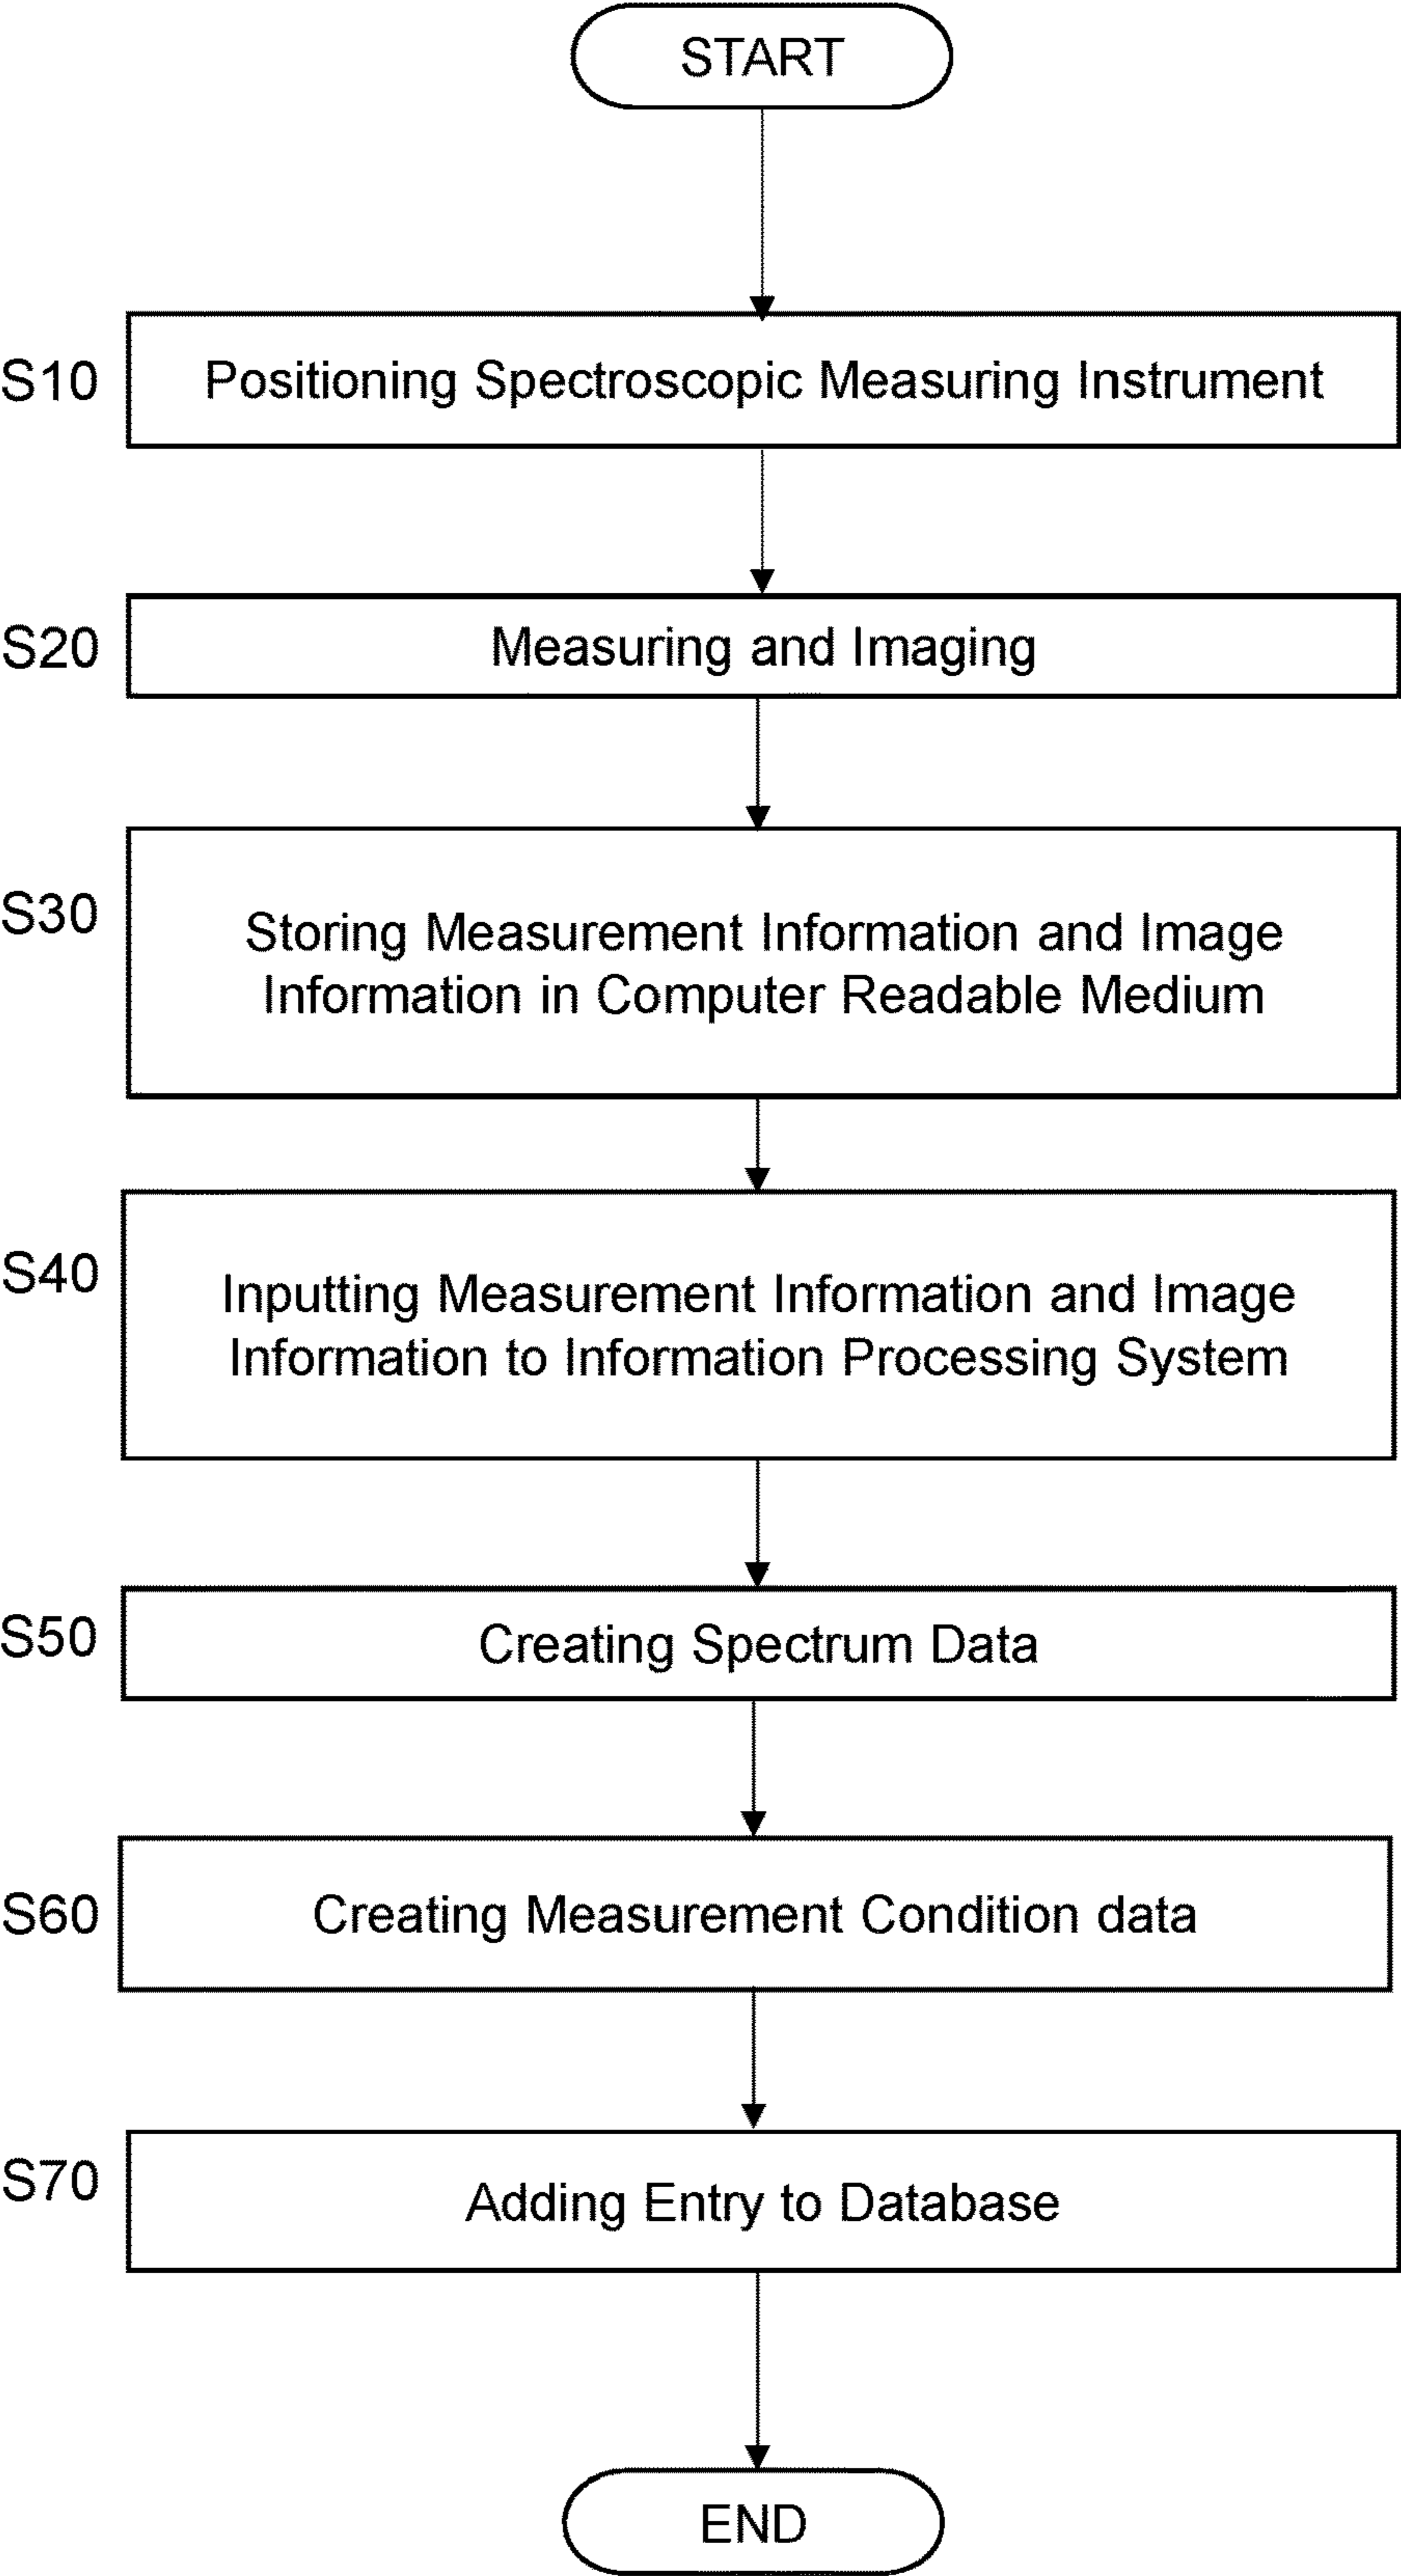 START
S10
Positioning Spectroscopic Measuring Instrument
S20
Measuring and Imaging
S30
Storing Measurement Information and Image
Information in Computer Readable Medium
S40
Inputting Measurement Information and Image
Information to Information Processing System
S50
Creating Spectrum Data
S60
Creating Measurement Condition data
S70
Adding Entry to Database
END